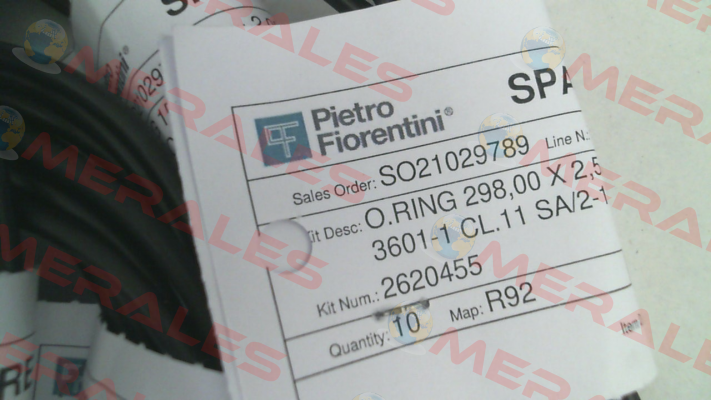 Pietro
Fiorentini®
SPA
Sales Order: SO21029789 Line N.:
Kit Desc: O.RING 298,00 X 2,5
3601-1 CL.11 SA/2-1
Kit Num.: 2620455
Quantity: 10 Map: R92
Item
MERALES
MERALES
MERALES
MERALES